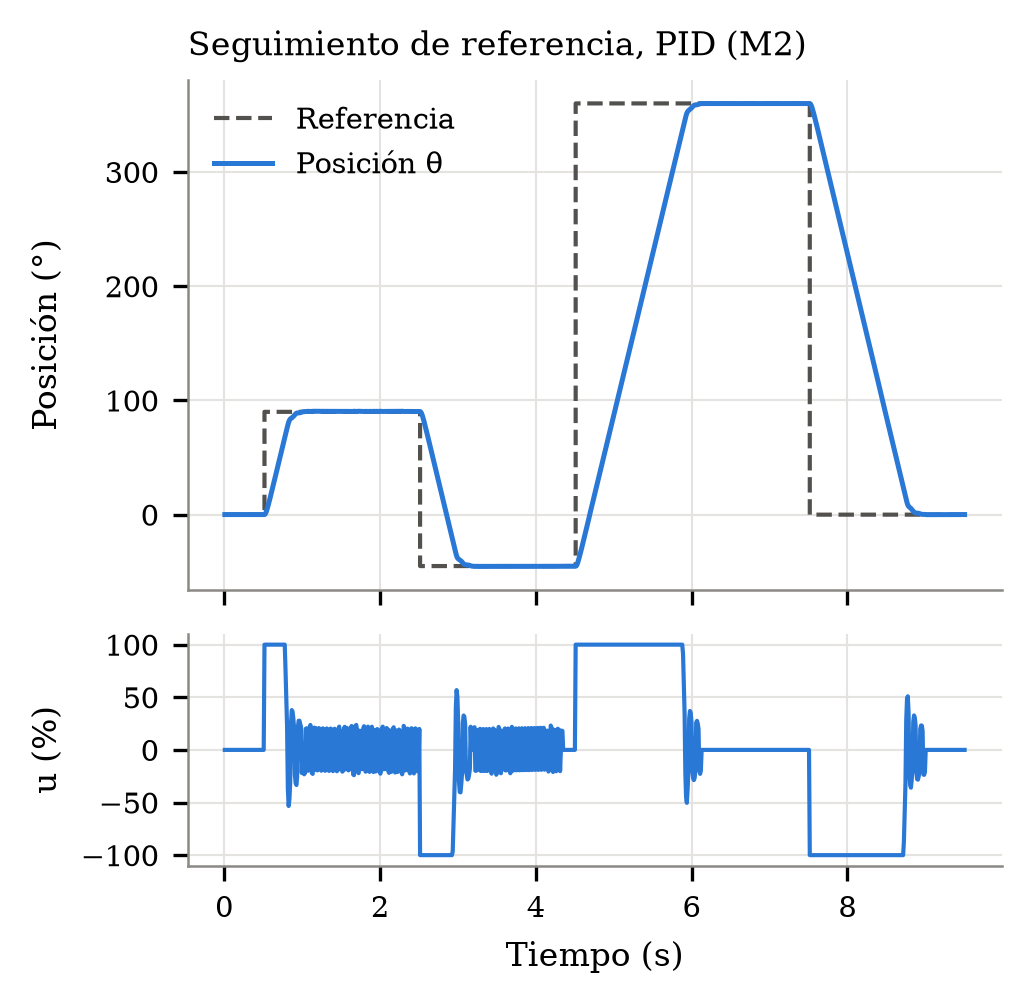 Seguimiento de referencia, PID (M2)
Referencia
Posición θ
Posición (°)
300
200
100
0
u (%)
100
50
0
−50
−100
0 2 4 6 8
Tiempo (s)